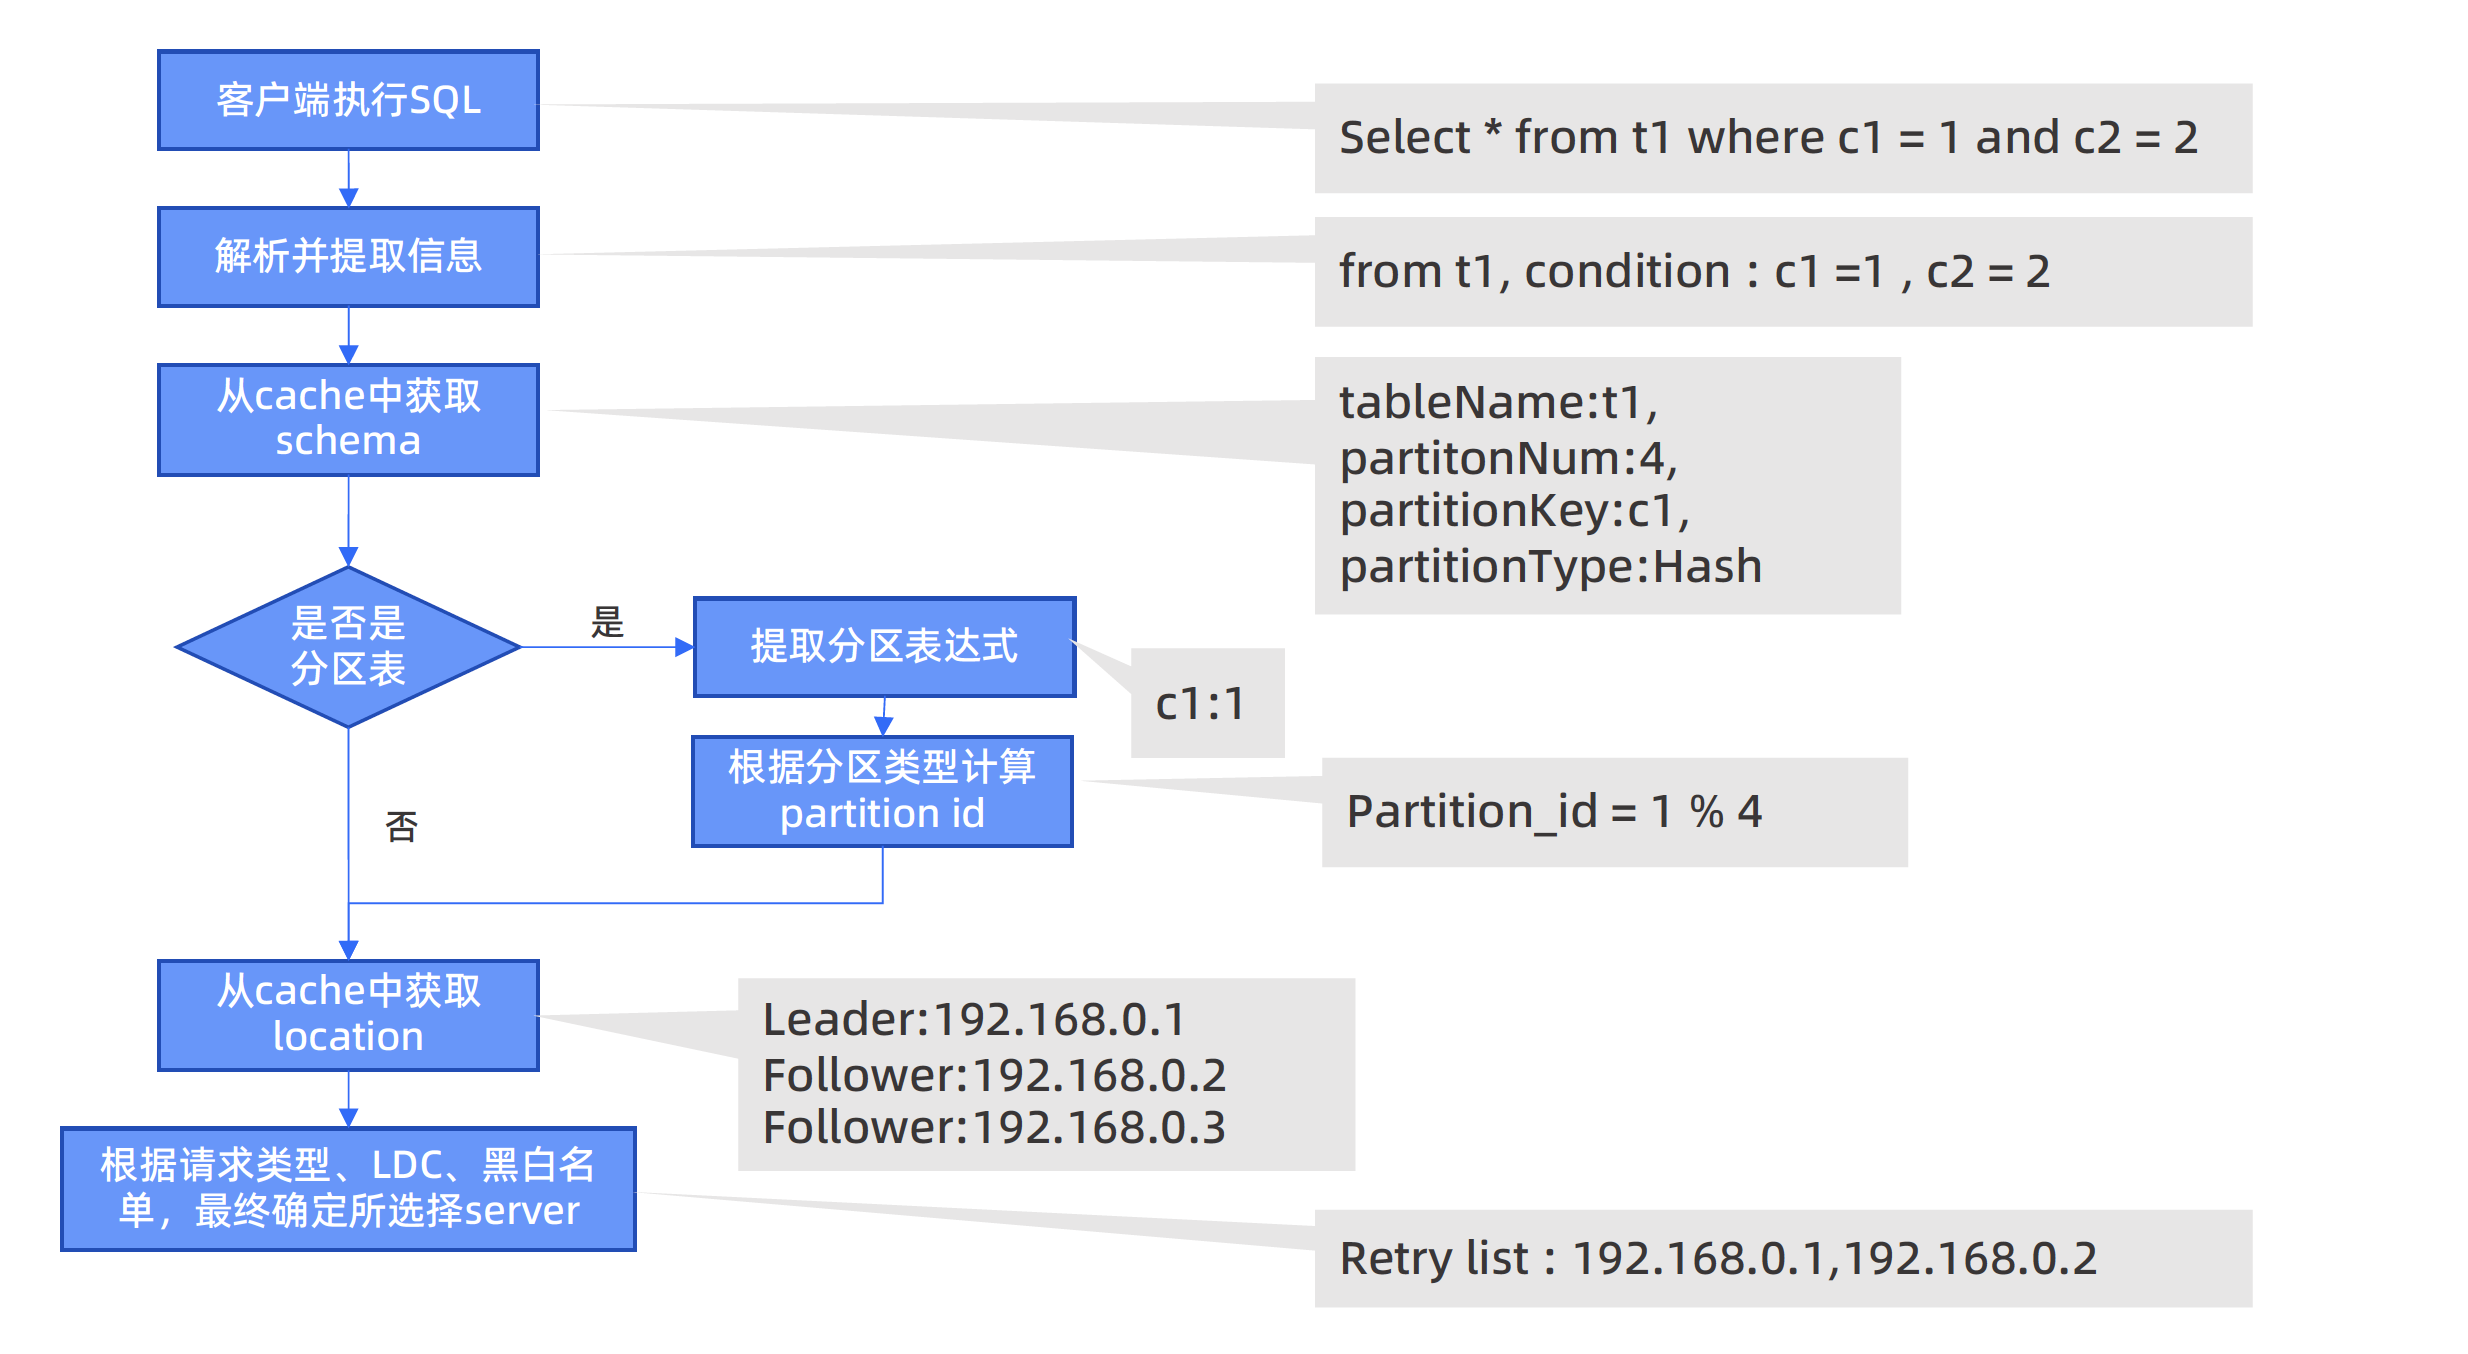 客户端执行SQL
Select * from t1 where c1 = 1 and c2 = 2
解析并提取信息
from t1, condition : c1 =1 , c2 = 2
从cache中获取
schema
tableName:t1,
partitonNum:4,
partitionKey:c1,
partitionType:Hash
是否是
分区表
是
提取分区表达式
c1:1
根据分区类型计算
partition id
Partition_id = 1 % 4
否
从cache中获取
location
Leader:192.168.0.1
Follower:192.168.0.2
Follower:192.168.0.3
根据请求类型、LDC、黑白名
单，最终确定所选择server
Retry list : 192.168.0.1,192.168.0.2